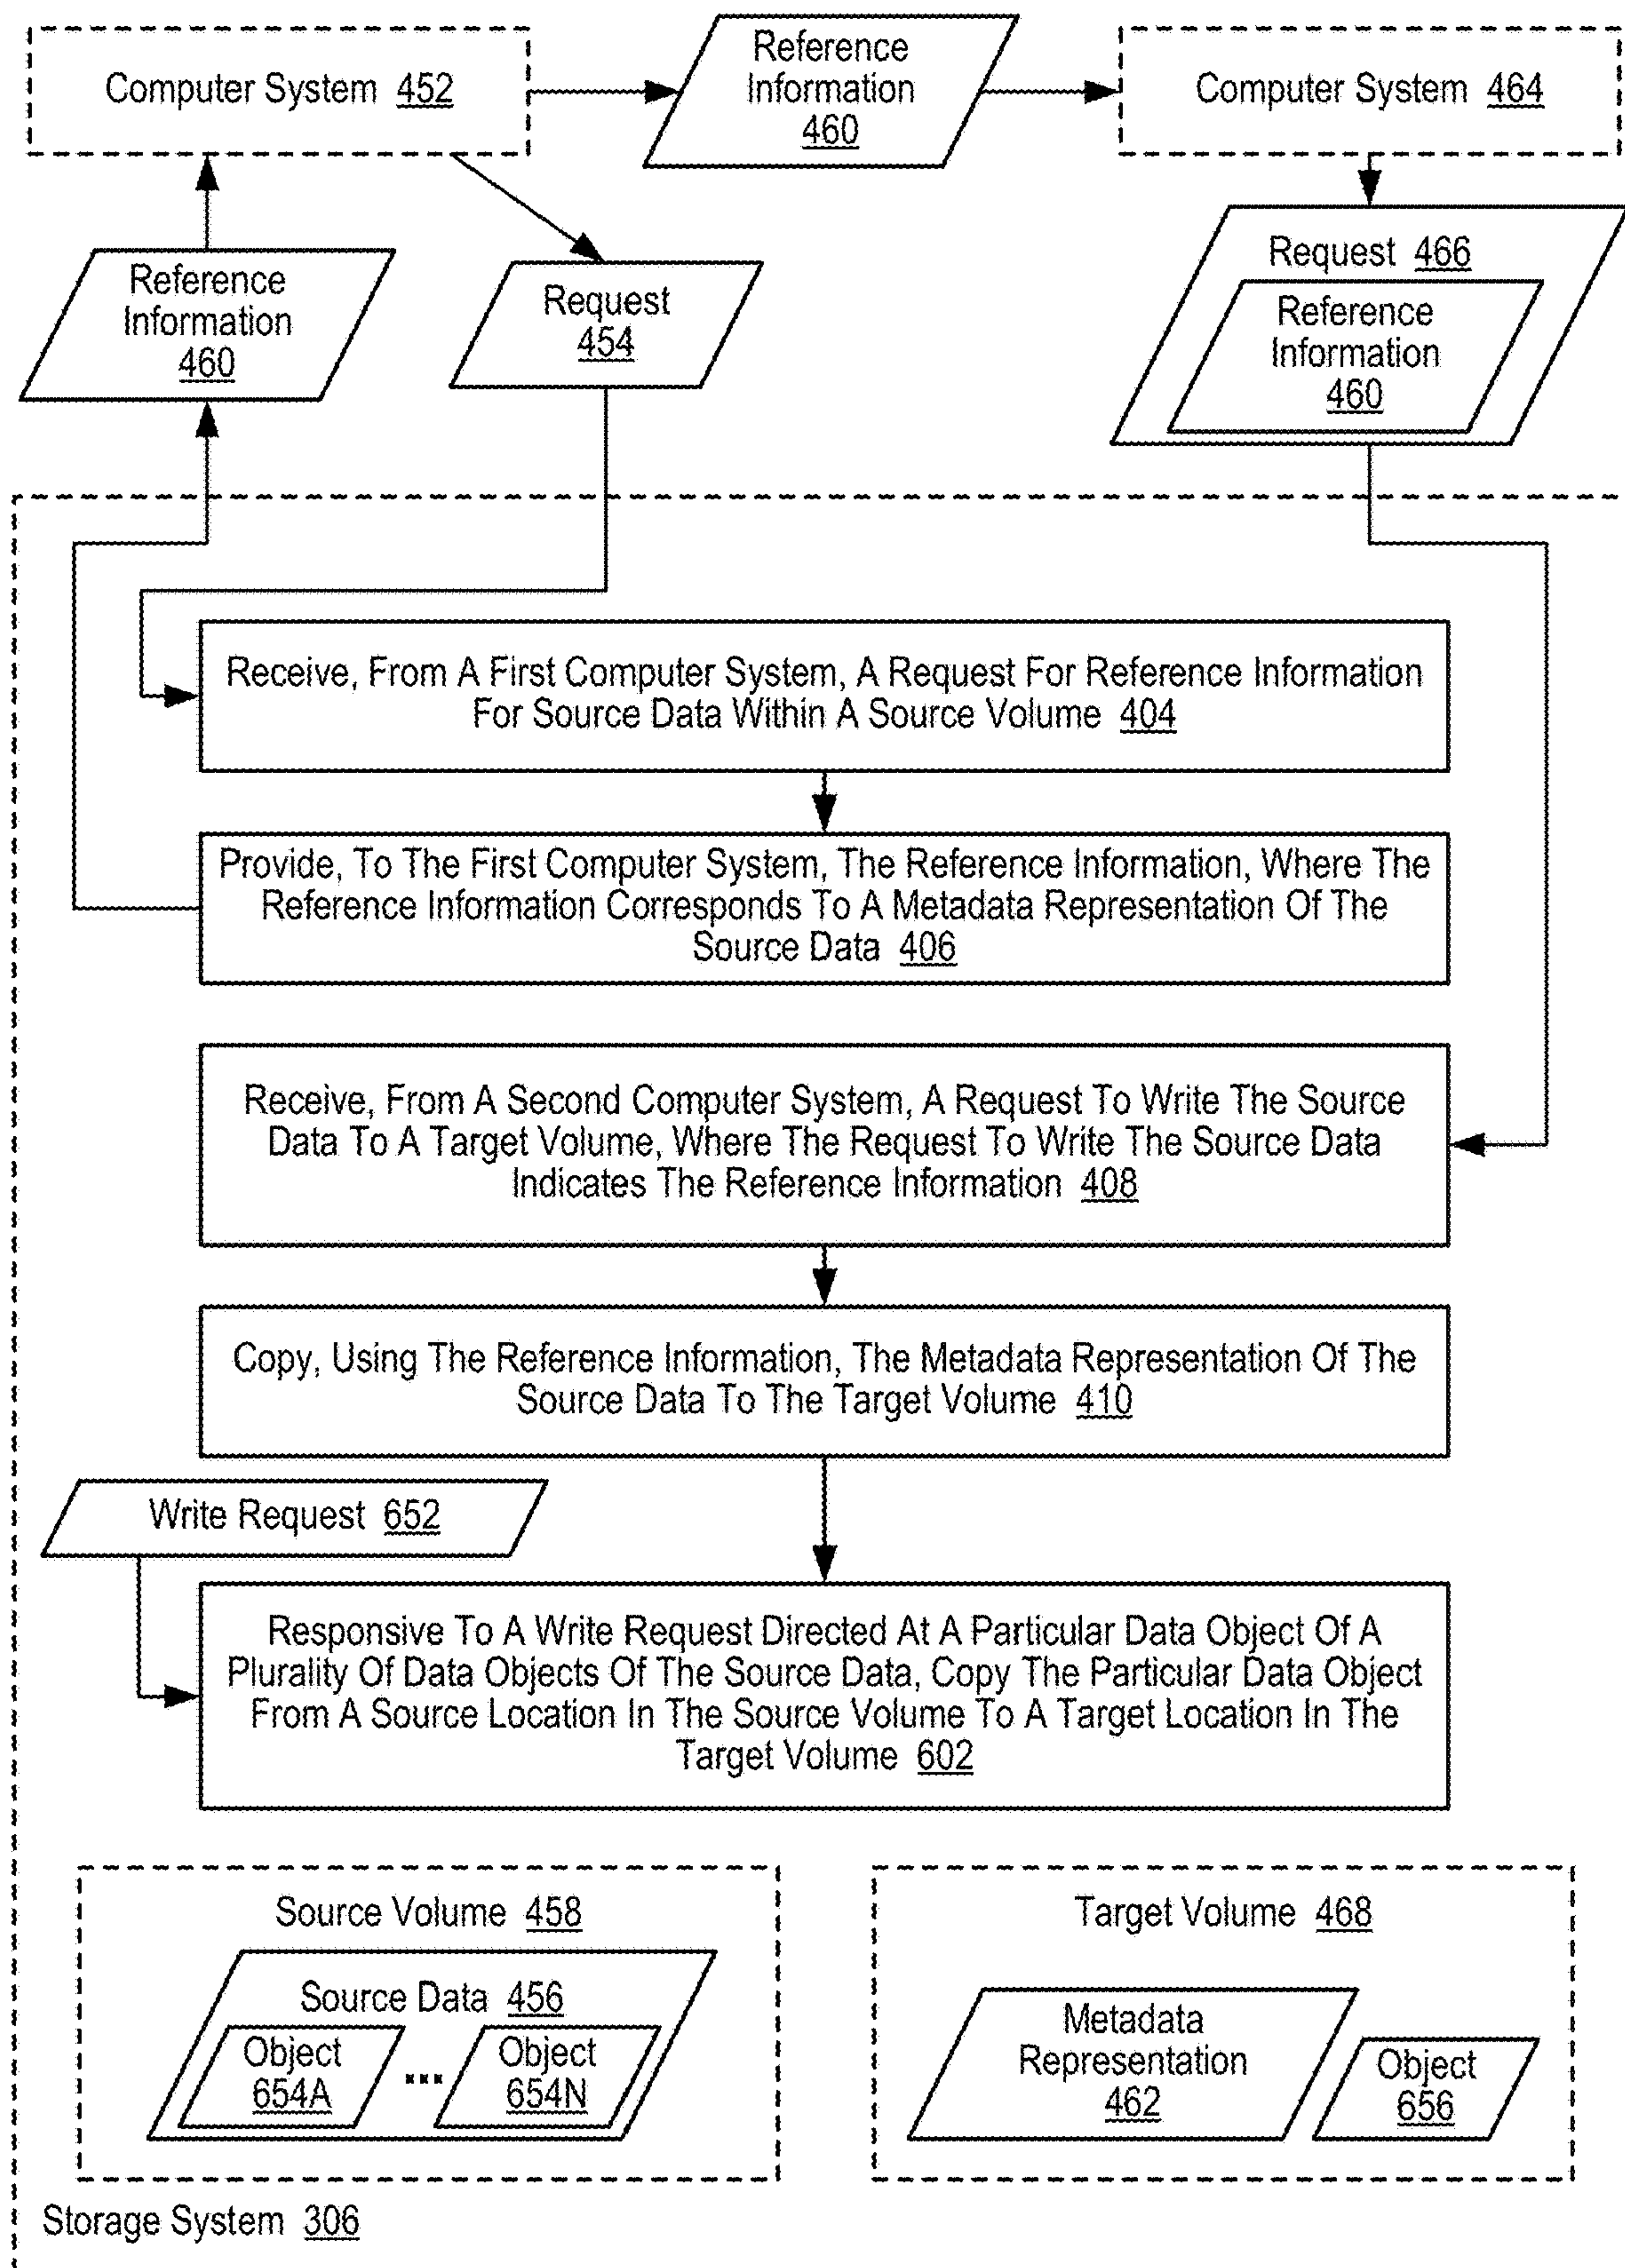 Computer System 452
Reference
Information
460
Computer System 464
Reference
Information
460
Request
454
Request 466
Reference
Information
460
Receive, From A First Computer System, A Request For Reference Information
For Source Data Within A Source Volume 404
Provide, To The First Computer System, The Reference Information, Where The
Reference Information Corresponds To A Metadata Representation Of The
Source Data 406
Receive, From A Second Computer System, A Request To Write The Source
Data To A Target Volume, Where The Request To Write The Source Data
Indicates The Reference Information 408
Copy, Using The Reference Information, The Metadata Representation Of The
Source Data To The Target Volume 410
Write Request 652
Responsive To A Write Request Directed At A Particular Data Object Of A
Plurality Of Data Objects Of The Source Data, Copy The Particular Data Object
From A Source Location In The Source Volume To A Target Location In The
Target Volume 602
Source Volume 458
Source Data 456
Object
654A
...
Object
654N
Target Volume 468
Metadata
Representation
462
Object
656
Storage System 306